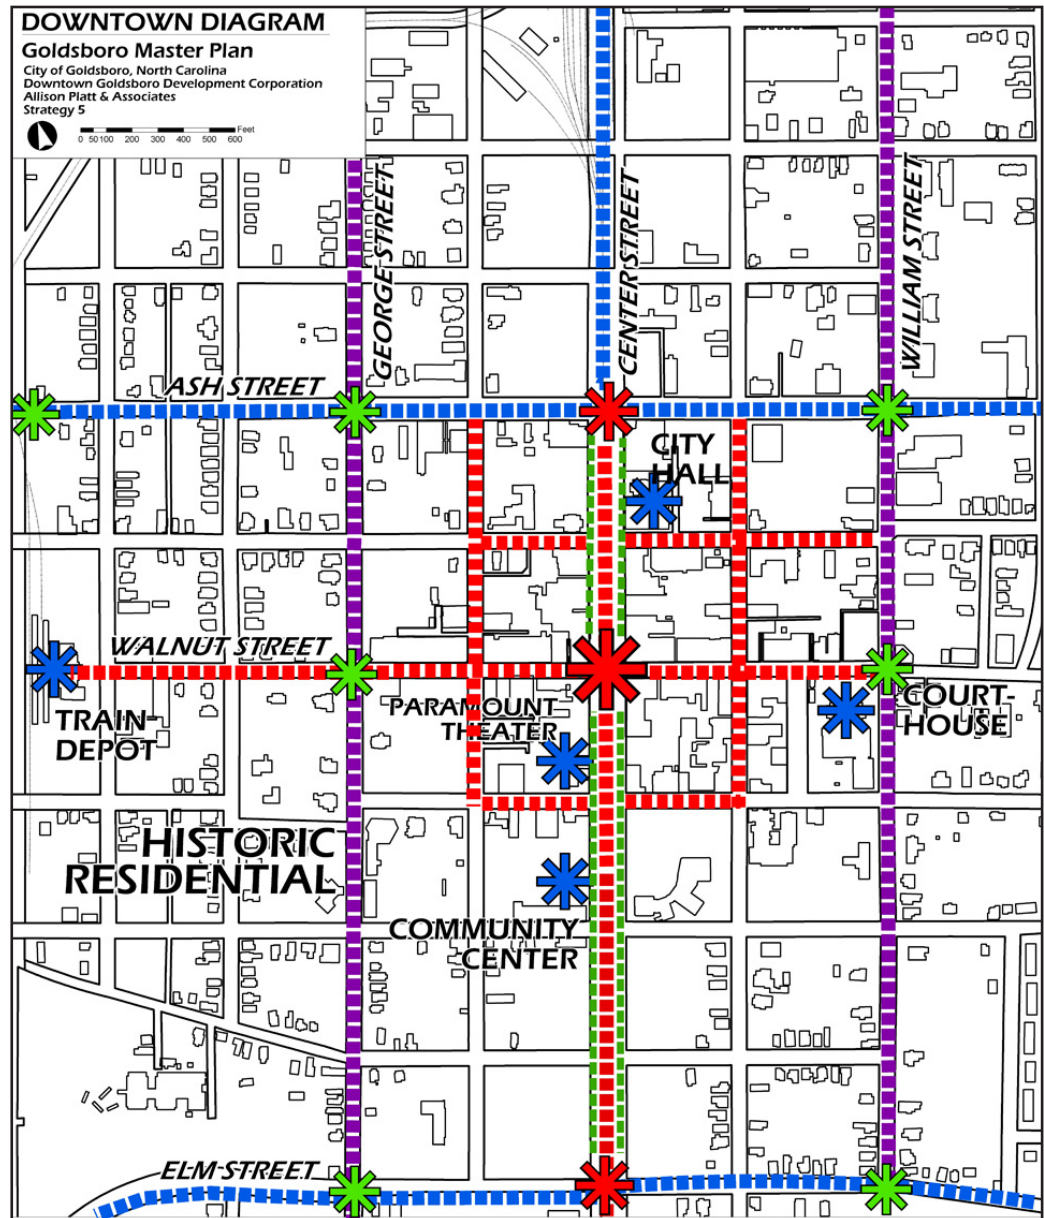 DOWNTOWN DIAGRAM
Goldsboro Master Plan
City of Goldsboro, North Carolina
Downtown Goldsboro Development Corporation
Allison Platt & Associates
Strategy 5
Feet
0 50 100 200 300 400 500 600
GEORGE STREET
CENTER STREET
WILLIAM STREET
ASH STREET
CITY
HALL
WALNUT STREET
TRAIN
DEPOT
PARAMOUNT
THEATER
COURT-
HOUSE
HISTORIC
RESIDENTIAL
COMMUNITY
CENTER
ELM STREET